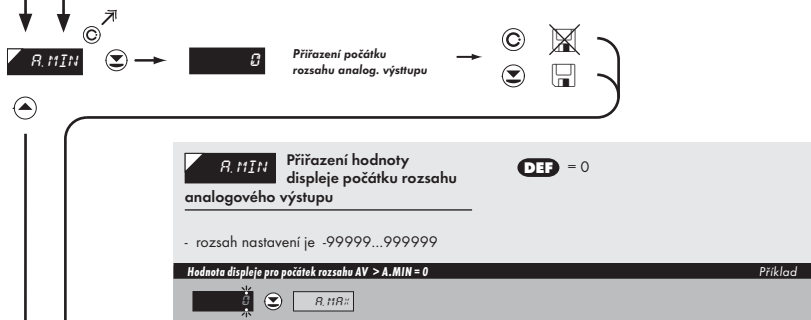 A.MIN
0
Přiřazení počátku
rozsahu analog. výsttupu
A.MIN Přiřazení hodnoty
displeje počátku rozsahu
analogového výstupu
DEF = 0
- rozsah nastavení je -99999...999999
Hodnota displeje pro počátek rozsahu AV > A.MIN = 0
Příklad
0